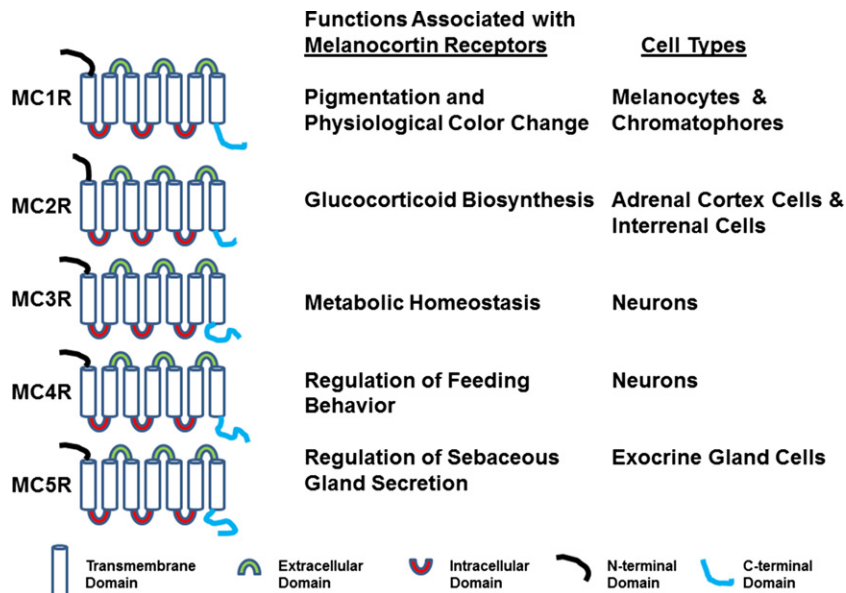 Functions Associated with
Melanocortin Receptors
Cell Types
MC1R
Pigmentation and
Physiological Color Change
Melanocytes &
Chromatophores
MC2R
Glucocorticoid Biosynthesis
Adrenal Cortex Cells &
Interrenal Cells
MC3R
Metabolic Homeostasis
Neurons
MC4R
Regulation of Feeding
Behavior
Neurons
MC5R
Regulation of Sebaceous
Gland Secretion
Exocrine Gland Cells
Transmembrane
Domain
Extracellular
Domain
Intracellular
Domain
N-terminal
Domain
C-terminal
Domain